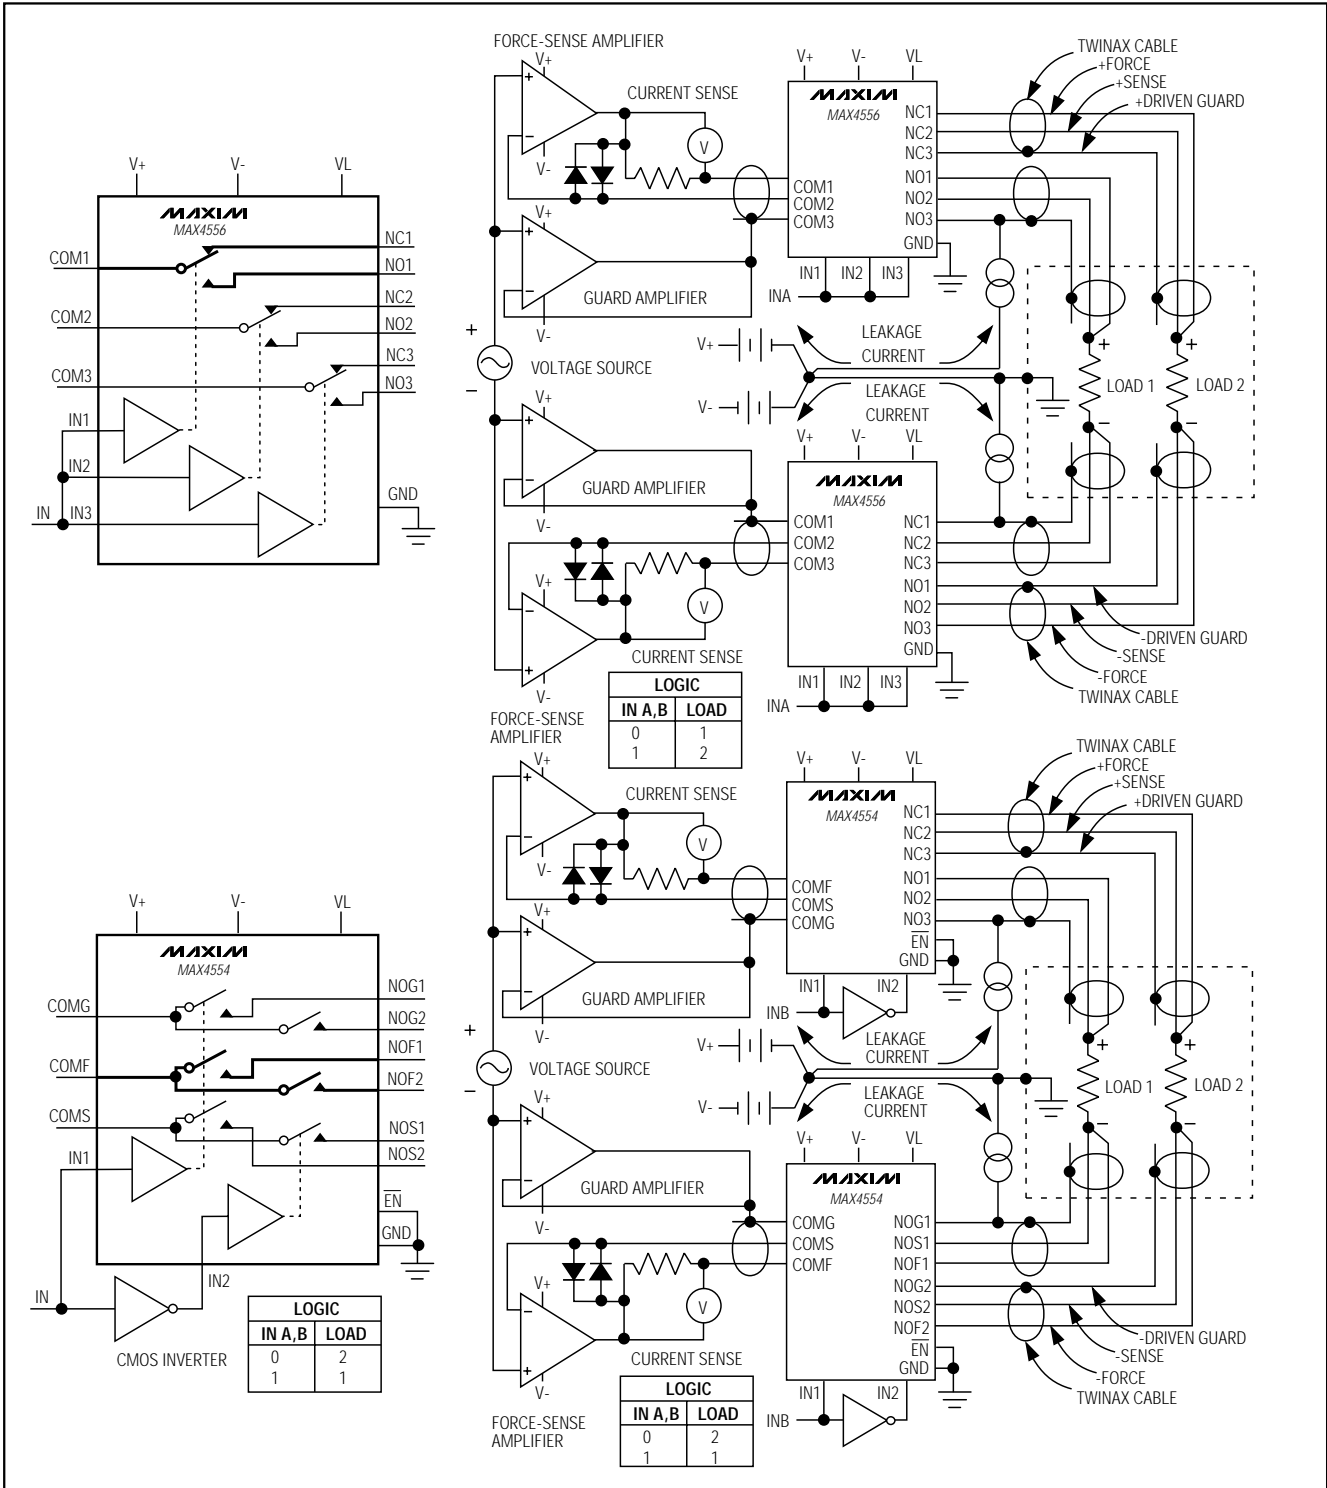 V+
V-
VL
MAXIM
MAX4556
COM1
NC1
NO1
COM2
NC2
NO2
COM3
NC3
NO3
IN1
IN2
IN IN3
GND
FORCE-SENSE AMPLIFIER
V+
+
-
V-
CURRENT SENSE
V
V+
+
-
V-
GUARD AMPLIFIER
+
-
VOLTAGE SOURCE
V+
V-
VL
MAXIM
MAX4556
COM1
COM2
COM3
NC1
NC2
NC3
NO1
NO2
NO3
GND
IN1
IN2
IN3
INA
TWINAX CABLE
+FORCE
+SENSE
+DRIVEN GUARD
LEAKAGE
CURRENT
V+
V-
LEAKAGE
CURRENT
+
LOAD 1
-
+
LOAD 2
-
V+
+
-
V-
GUARD AMPLIFIER
V+
-
+
V-
V
CURRENT SENSE
FORCE-SENSE
AMPLIFIER
V+
V-
VL
MAXIM
MAX4556
COM1
COM2
COM3
NC1
NC2
NC3
NO1
NO2
NO3
GND
IN1
IN2
IN3
INA
-DRIVEN GUARD
-SENSE
-FORCE
TWINAX CABLE
LOGIC
IN A,B LOAD
0 1
1 2
V+
V-
VL
MAXIM
MAX4554
COMG
NOG1
NOG2
COMF
NOF1
NOF2
COMS
NOS1
NOS2
IN1
EN
GND
IN
IN2
CMOS INVERTER
LOGIC
IN A,B LOAD
0 2
1 1
V+
+
-
V-
CURRENT SENSE
V
V+
+
-
V-
GUARD AMPLIFIER
+
-
VOLTAGE SOURCE
V+
V-
VL
MAXIM
MAX4554
COMF
COMS
COMG
NC1
NC2
NC3
NO1
NO2
NO3
EN
GND
IN1
IN2
INB
TWINAX CABLE
+FORCE
+SENSE
+DRIVEN GUARD
LEAKAGE
CURRENT
V+
V-
LEAKAGE
CURRENT
+
LOAD 1
-
+
LOAD 2
-
V+
+
-
V-
GUARD AMPLIFIER
V+
-
+
V-
V
CURRENT SENSE
FORCE-SENSE
AMPLIFIER
V+
V-
VL
MAXIM
MAX4554
COMG
COMS
COMF
NOG1
NOS1
NOF1
NOG2
NOS2
NOF2
EN
GND
IN1
IN2
INB
-DRIVEN GUARD
-SENSE
-FORCE
TWINAX CABLE
LOGIC
IN A,B LOAD
0 2
1 1